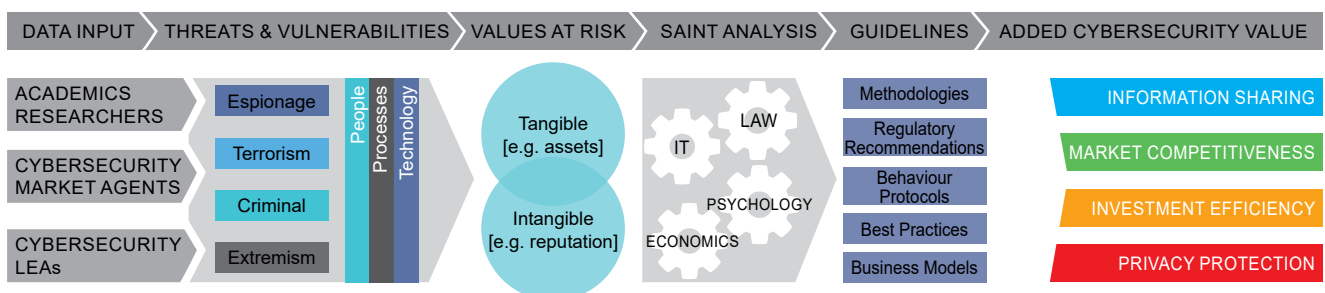 DATA INPUT
THREATS & VULNERABILITIES
VALUES AT RISK
SAINT ANALYSIS
GUIDELINES
ADDED CYBERSECURITY VALUE
ACADEMICS
RESEARCHERS
CYBERSECURITY
MARKET AGENTS
CYBERSECURITY
LEAs
Espionage
Terrorism
Criminal
Extremism
People
Processes
Technology
Tangible
[e.g. assets]
Intangible
[e.g. reputation]
IT
LAW
PSYCHOLOGY
ECONOMICS
Methodologies
Regulatory
Recommendations
Behaviour
Protocols
Best Practices
Business Models
INFORMATION SHARING
MARKET COMPETITIVENESS
INVESTMENT EFFICIENCY
PRIVACY PROTECTION